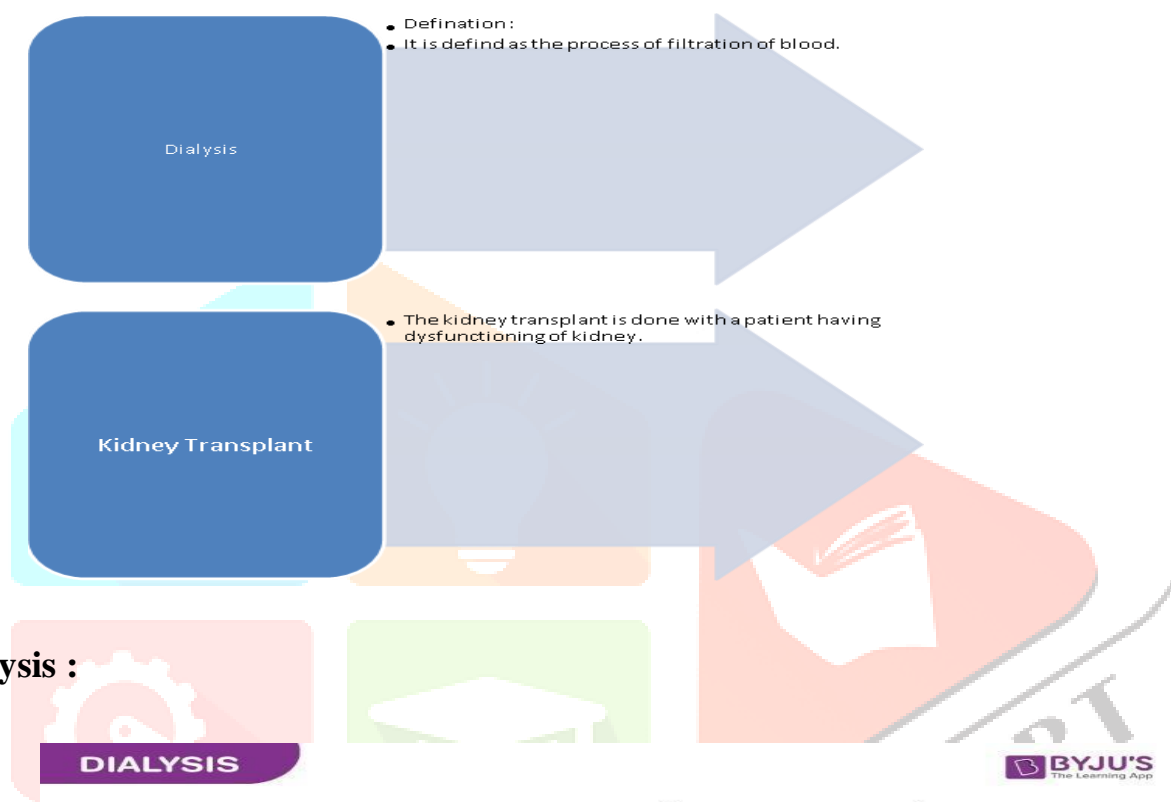 • Defination :
• It is defind as the process of filtration of blood.
Dialysis
• The kidney transplant is done with a patient having
dysfunctioning of kidney.
Kidney Transplant
ysis :
DIALYSIS
BYJU'S
The Learning App